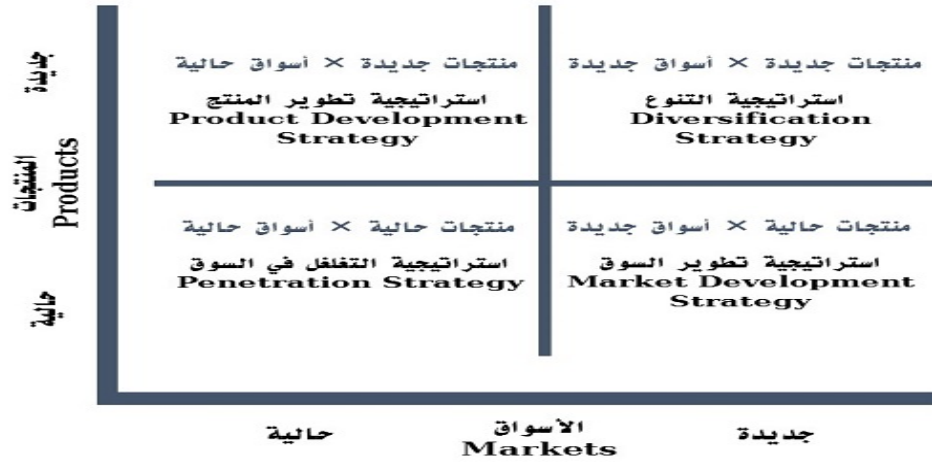 جديدة
منتجات جديدة × أسواق حالية
استراتيجية تطوير المنتج
Product Development
Strategy
منتجات جديدة × أسواق جديدة
استراتيجية التنوع
Diversification
Strategy
المنتجات
Products
منتجات حالية × أسواق حالية
استراتيجية التغلغل في السوق
Penetration Strategy
منتجات حالية × أسواق جديدة
استراتيجية تطوير السوق
Market Development
Strategy
حالية
حالية
الأسواق
Markets
جديدة